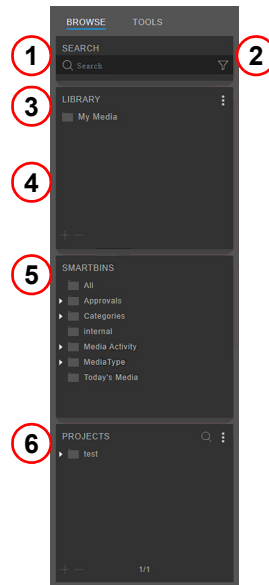 BROWSE TOOLS
1 SEARCH 2
Search
3 LIBRARY
My Media
4
5 SMARTBINS
All
Approvals
Categories
internal
Media Activity
MediaType
Today's Media
6 PROJECTS
test
1/1